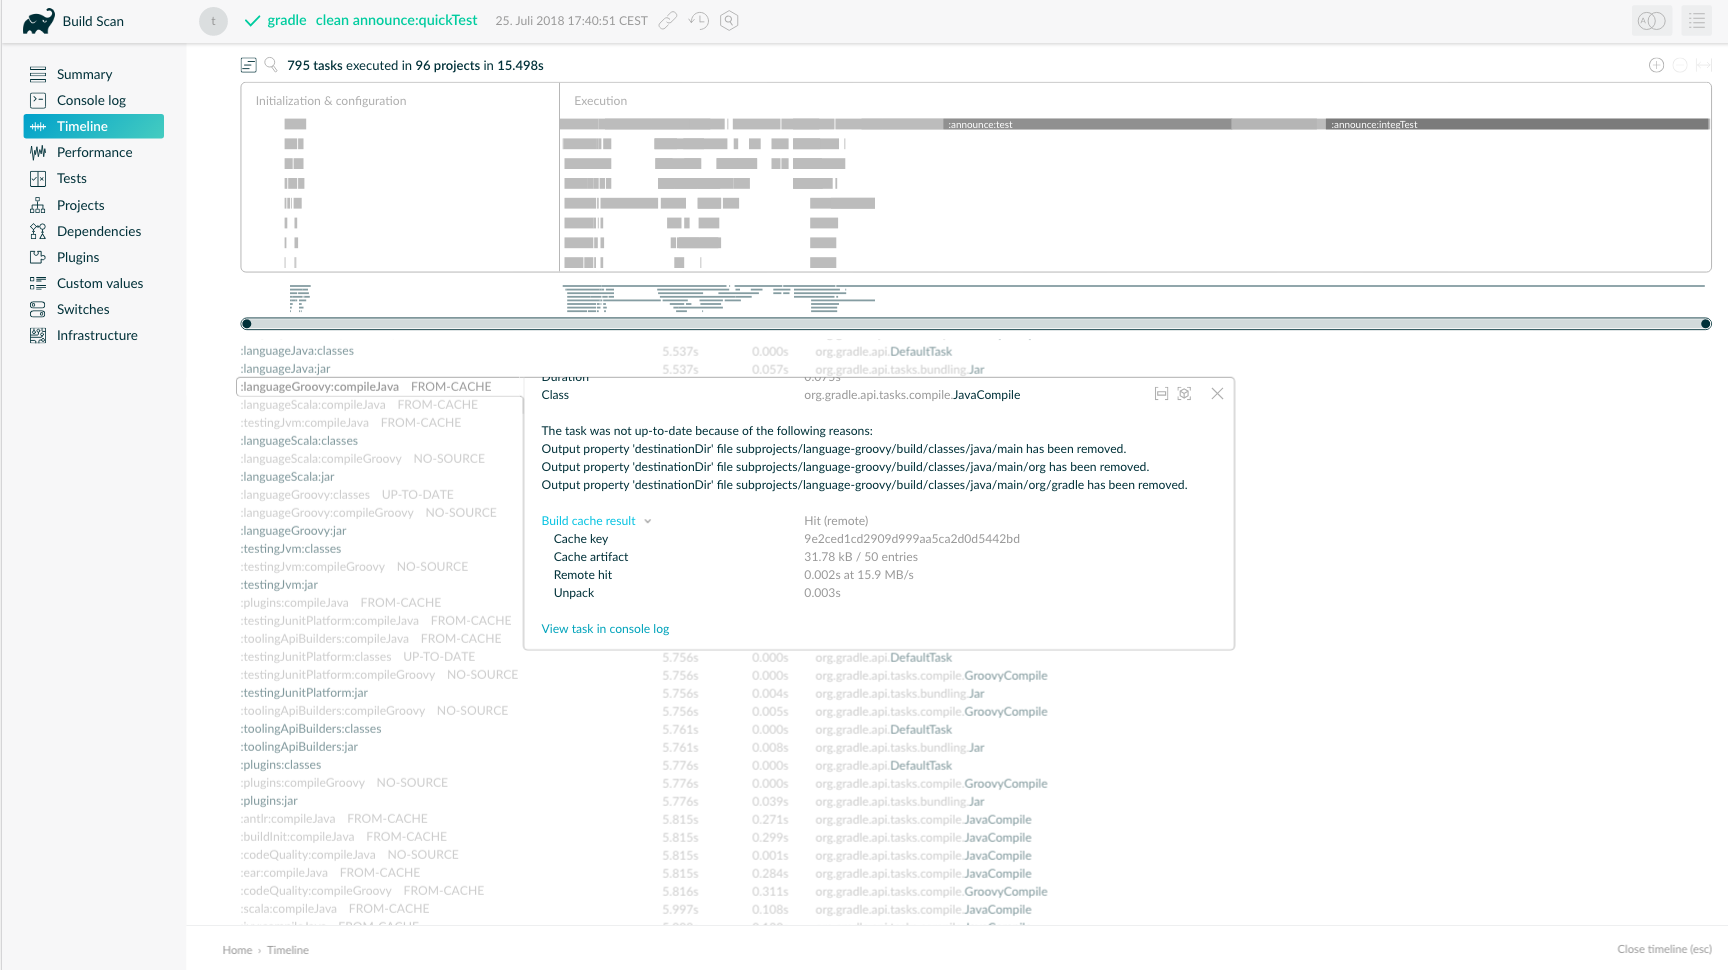 Build Scan
t
gradle clean announce:quickTest
25. Juli 2018 17:40:51 CEST
Summary
Console log
Timeline
Performance
Tests
Projects
Dependencies
Plugins
Custom values
Switches
Infrastructure
795 tasks executed in 96 projects in 15.498s
Initialization & configuration
Execution
:announce:test
:announce:integTest
:languageJava:classes 5.537s 0.000s org.gradle.api.DefaultTask
:languageJava:jar 5.537s 0.057s org.gradle.api.tasks.bundling.Jar
:languageGroovy:compileJava FROM-CACHE
:languageScala:compileJava FROM-CACHE
:testingJvm:compileJava FROM-CACHE
:languageScala:classes
:languageScala:compileGroovy NO-SOURCE
:languageScala:jar
:languageGroovy:classes UP-TO-DATE
:languageGroovy:compileGroovy NO-SOURCE
:languageGroovy:jar
:testingJvm:classes
:testingJvm:compileGroovy NO-SOURCE
:testingJvm:jar
:plugins:compileJava FROM-CACHE
:testingJunitPlatform:compileJava FROM-CACHE
:toolingApiBuilders:compileJava FROM-CACHE
Duration 0.075s
Class org.gradle.api.tasks.compile.JavaCompile
The task was not up-to-date because of the following reasons:
Output property 'destinationDir' file subprojects/language-groovy/build/classes/java/main has been removed.
Output property 'destinationDir' file subprojects/language-groovy/build/classes/java/main/org has been removed.
Output property 'destinationDir' file subprojects/language-groovy/build/classes/java/main/org/gradle has been removed.
Build cache result Hit (remote)
Cache key 9e2ced1cd2909d999aa5ca2d0d5442bd
Cache artifact 31.78 kB / 50 entries
Remote hit 0.002s at 15.9 MB/s
Unpack 0.003s
View task in console log
:testingJunitPlatform:classes UP-TO-DATE 5.756s 0.000s org.gradle.api.DefaultTask
:testingJunitPlatform:compileGroovy NO-SOURCE 5.756s 0.000s org.gradle.api.tasks.compile.GroovyCompile
:testingJunitPlatform:jar 5.756s 0.004s org.gradle.api.tasks.bundling.Jar
:toolingApiBuilders:compileGroovy NO-SOURCE 5.756s 0.005s org.gradle.api.tasks.compile.GroovyCompile
:toolingApiBuilders:classes 5.761s 0.000s org.gradle.api.DefaultTask
:toolingApiBuilders:jar 5.761s 0.008s org.gradle.api.tasks.bundling.Jar
:plugins:classes 5.776s 0.000s org.gradle.api.DefaultTask
:plugins:compileGroovy NO-SOURCE 5.776s 0.000s org.gradle.api.tasks.compile.GroovyCompile
:plugins:jar 5.776s 0.039s org.gradle.api.tasks.bundling.Jar
:antlr:compileJava FROM-CACHE 5.815s 0.271s org.gradle.api.tasks.compile.JavaCompile
:buildInit:compileJava FROM-CACHE 5.815s 0.299s org.gradle.api.tasks.compile.JavaCompile
:codeQuality:compileJava NO-SOURCE 5.815s 0.001s org.gradle.api.tasks.compile.JavaCompile
:ear:compileJava FROM-CACHE 5.815s 0.284s org.gradle.api.tasks.compile.JavaCompile
:codeQuality:compileGroovy FROM-CACHE 5.816s 0.311s org.gradle.api.tasks.compile.GroovyCompile
:scala:compileJava FROM-CACHE 5.997s 0.108s org.gradle.api.tasks.compile.JavaCompile
Home › Timeline
Close timeline (esc)